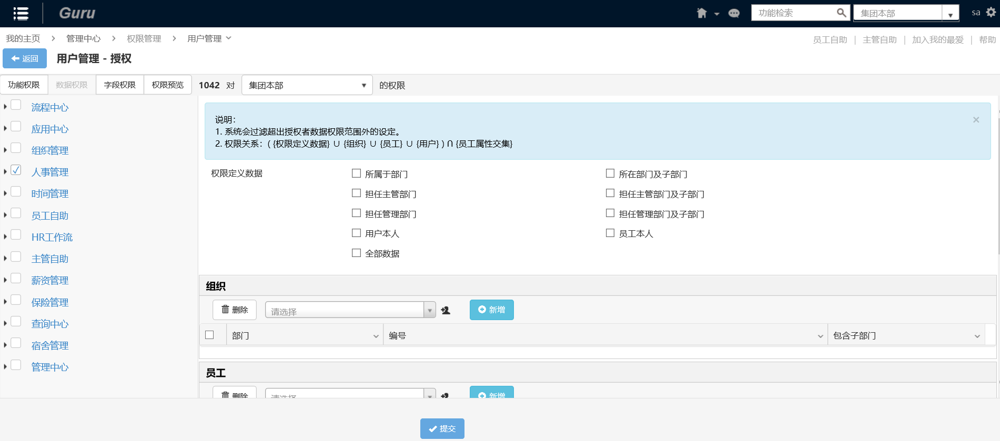 Guru
功能检索
集团本部
sa
我的主页 > 管理中心 > 权限管理 > 用户管理
员工自助 | 主管自助 | 加入我的最爱 | 帮助
返回
用户管理 - 授权
功能权限 数据权限 字段权限 权限预览 1042 对 集团本部 的权限
流程中心
应用中心
组织管理
人事管理
时间管理
员工自助
HR工作流
主管自助
薪资管理
保险管理
查询中心
宿舍管理
管理中心
说明：
1. 系统会过滤超出授权者数据权限范围外的设定。
2. 权限关系：( {权限定义数据} ∪ {组织} ∪ {员工} ∪ {用户} ) ∩ {员工属性交集}
×
权限定义数据
所属于部门 所在部门及子部门
担任主管部门 担任主管部门及子部门
担任管理部门 担任管理部门及子部门
用户本人 员工本人
全部数据
组织
删除 请选择 新增
部门 编号 包含子部门
员工
删除 请选择 新增
提交